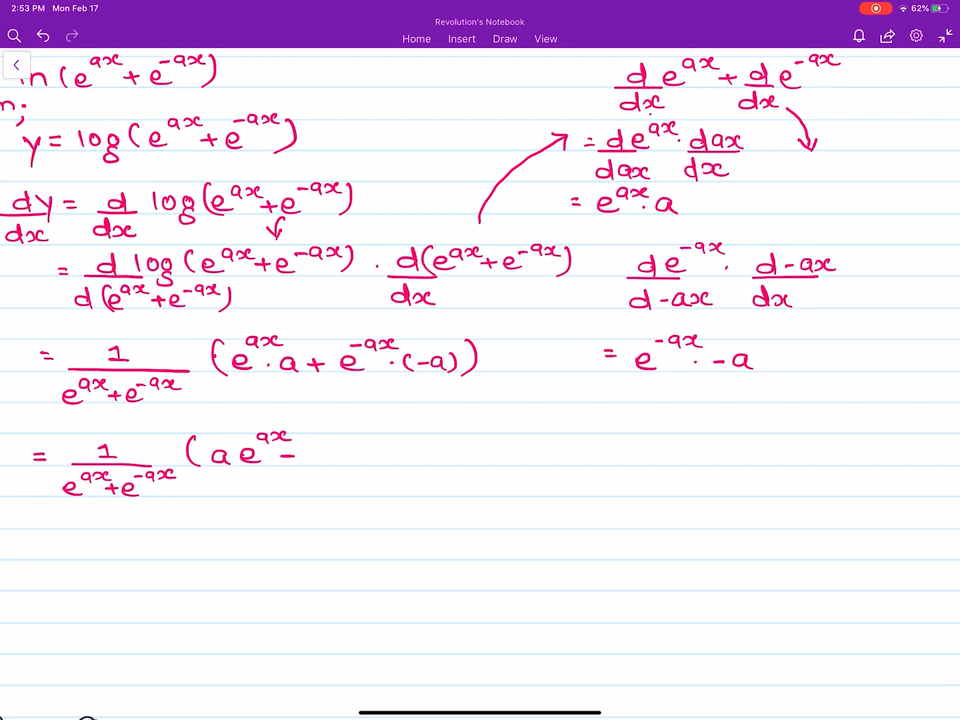 2:53 PM Mon Feb 17
62%
Revolution's Notebook
Home Insert Draw View
ln (e^ax + e^-ax)
n;
y = log(e^ax + e^-ax)
dy/dx = d/dx log(e^ax + e^-ax)
= d log(e^ax + e^-ax)/d(e^ax + e^-ax) · d(e^ax + e^-ax)/dx
= 1/(e^ax + e^-ax) (e^ax · a + e^-ax · (-a))
= 1/(e^ax + e^-ax) (a e^ax -
d/dx e^ax + d/dx e^-ax
= de^ax/dax · dax/dx
= e^ax · a
de^-ax/d-ax · d-ax/dx
= e^-ax · -a